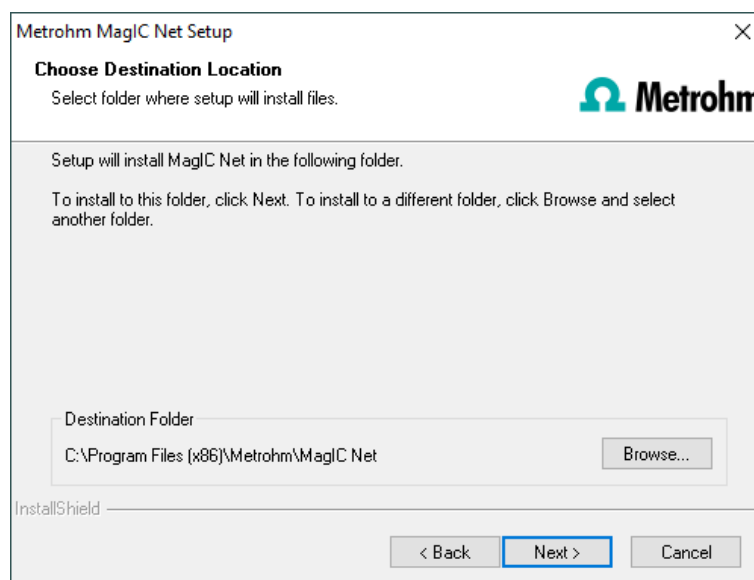 Metrohm MagIC Net Setup
Choose Destination Location
Select folder where setup will install files.
Metrohm
Setup will install MagIC Net in the following folder.
To install to this folder, click Next. To install to a different folder, click Browse and select
another folder.
Destination Folder
C:\Program Files (x86)\Metrohm\MagIC Net
Browse...
InstallShield
< Back
Next >
Cancel